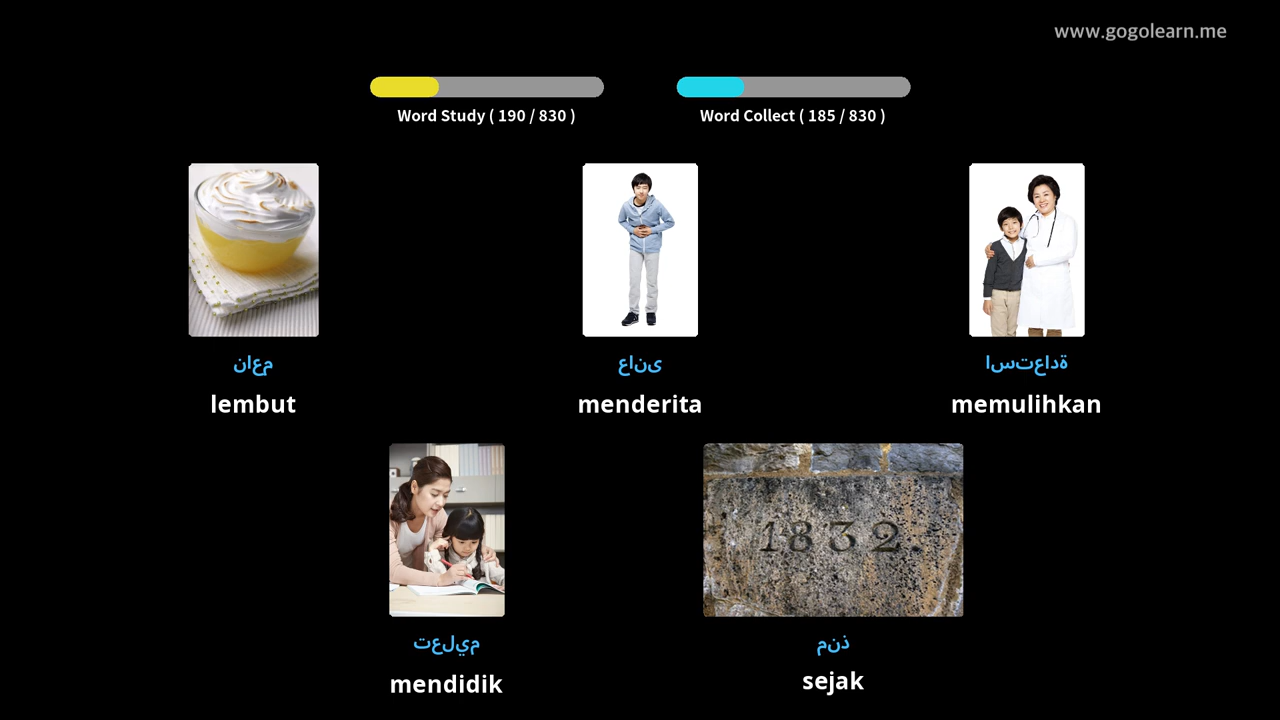 www.gogolearn.me
Word Study ( 190 / 830 )
Word Collect ( 185 / 830 )
ناعم
lembut
عانى
menderita
استعادة
memulihkan
تعليم
mendidik
1832.
منذ
sejak